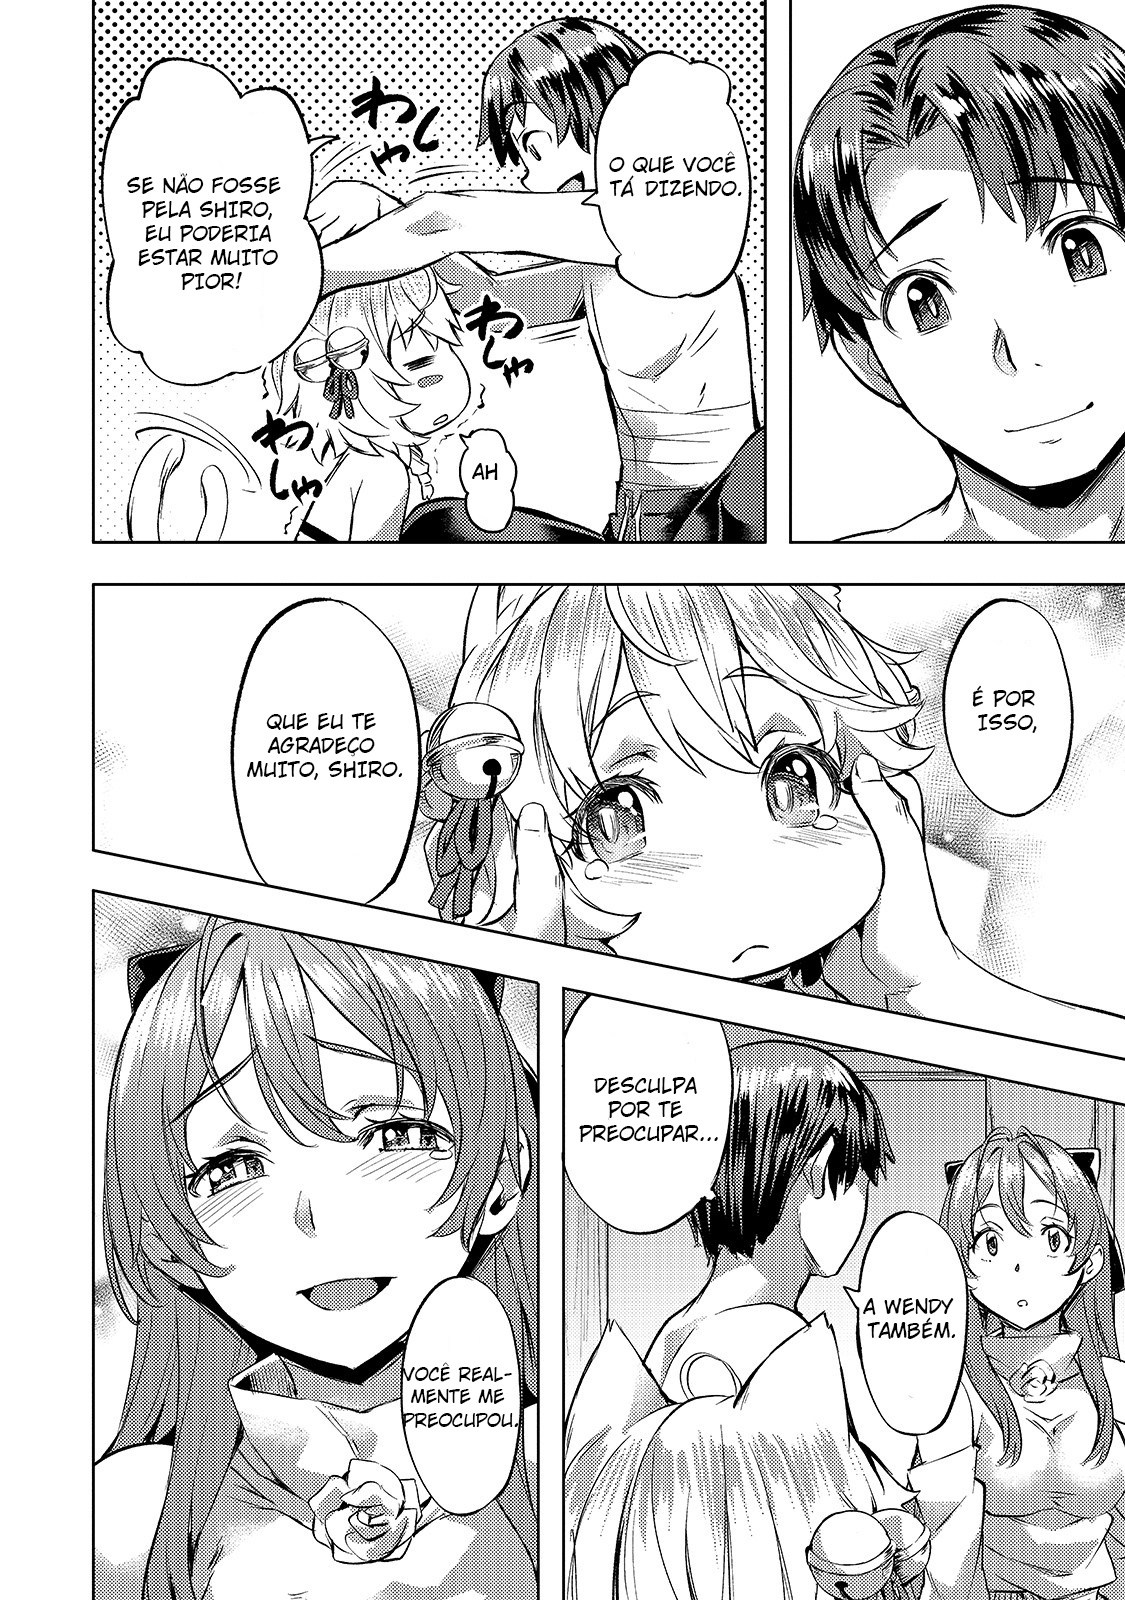 O QUE VOCÊ
TÁ DIZENDO.
わしゃ
SE NÃO FOSSE
PELA SHIRO,
EU PODERIA
ESTAR MUITO
PIOR!
わしゃ
AH
わしゃ
É POR
ISSO,
QUE EU TE
AGRADEÇO
MUITO, SHIRO.
DESCULPA
POR TE
PREOCUPAR...
A WENDY
TAMBÉM.
VOCÊ REAL-
MENTE ME
PREOCUPOU.